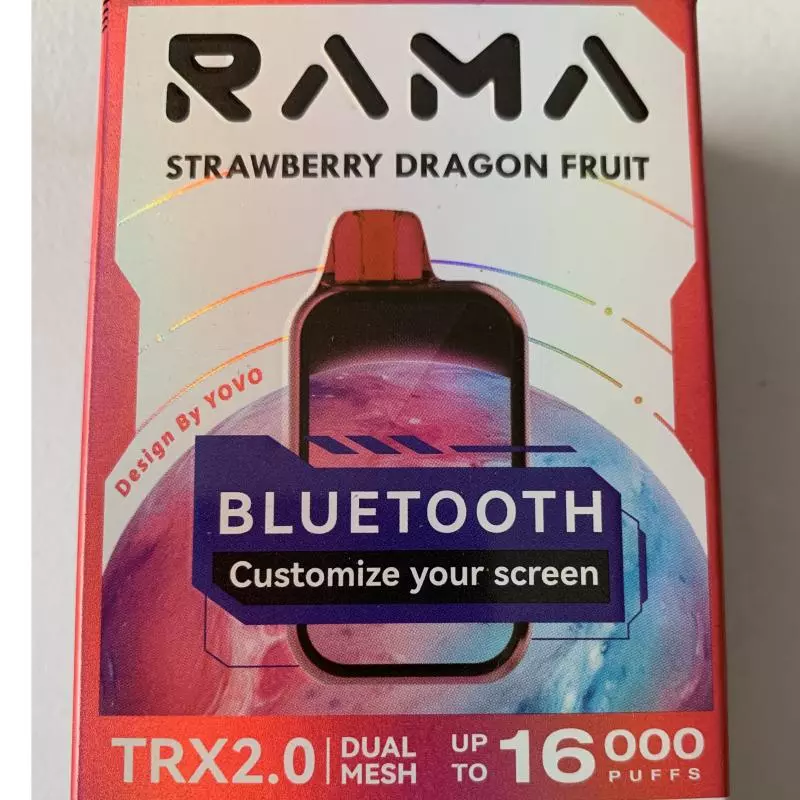 RAMA
STRAWBERRY DRAGON FRUIT
Design By YOVO
BLUETOOTH
Customize your screen
TRX2.0
DUAL
MESH
UP
TO
16000
PUFFS